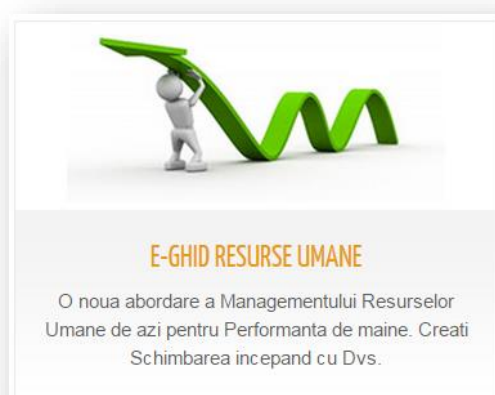 E-GHID RESURSE UMANE
O noua abordare a Managementului Resurselor
Umane de azi pentru Performanta de maine. Creati
Schimbarea incepand cu Dvs.